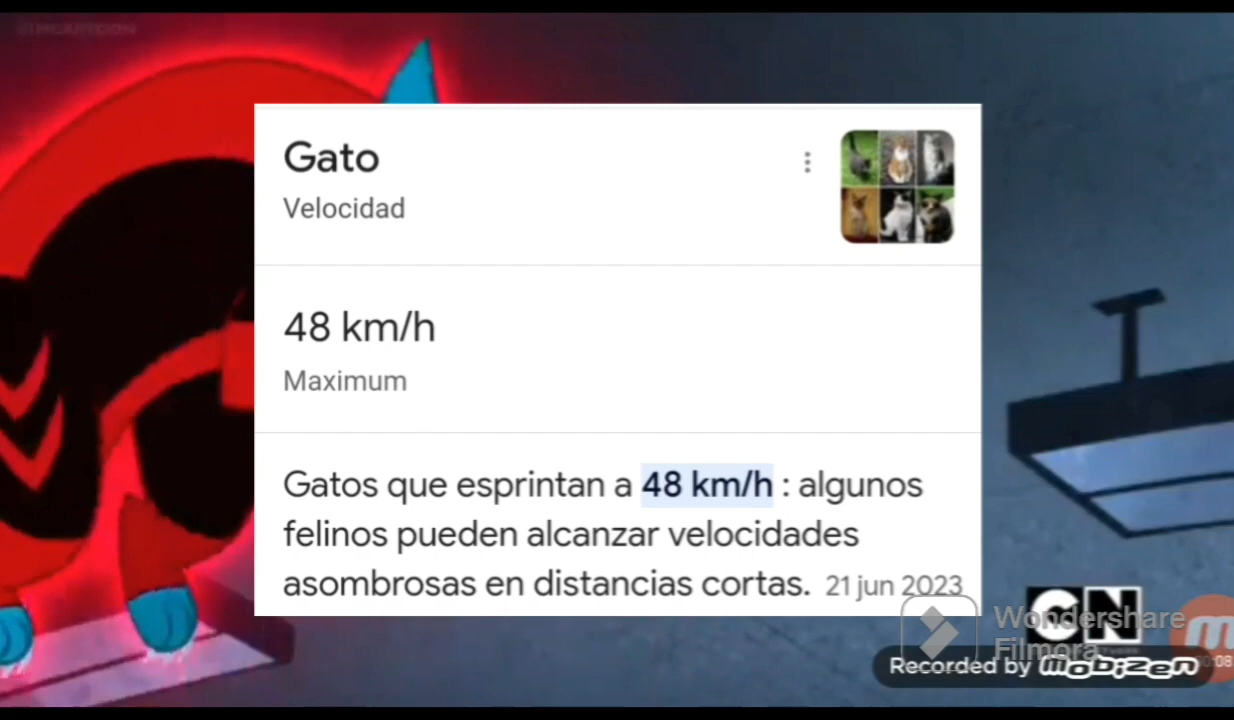 Gato
Velocidad
48 km/h
Maximum
Gatos que esprintan a 48 km/h : algunos
felinos pueden alcanzar velocidades
asombrosas en distancias cortas. 21 jun 2023
CN
Wondershare
Filmora
Recorded by mobizen